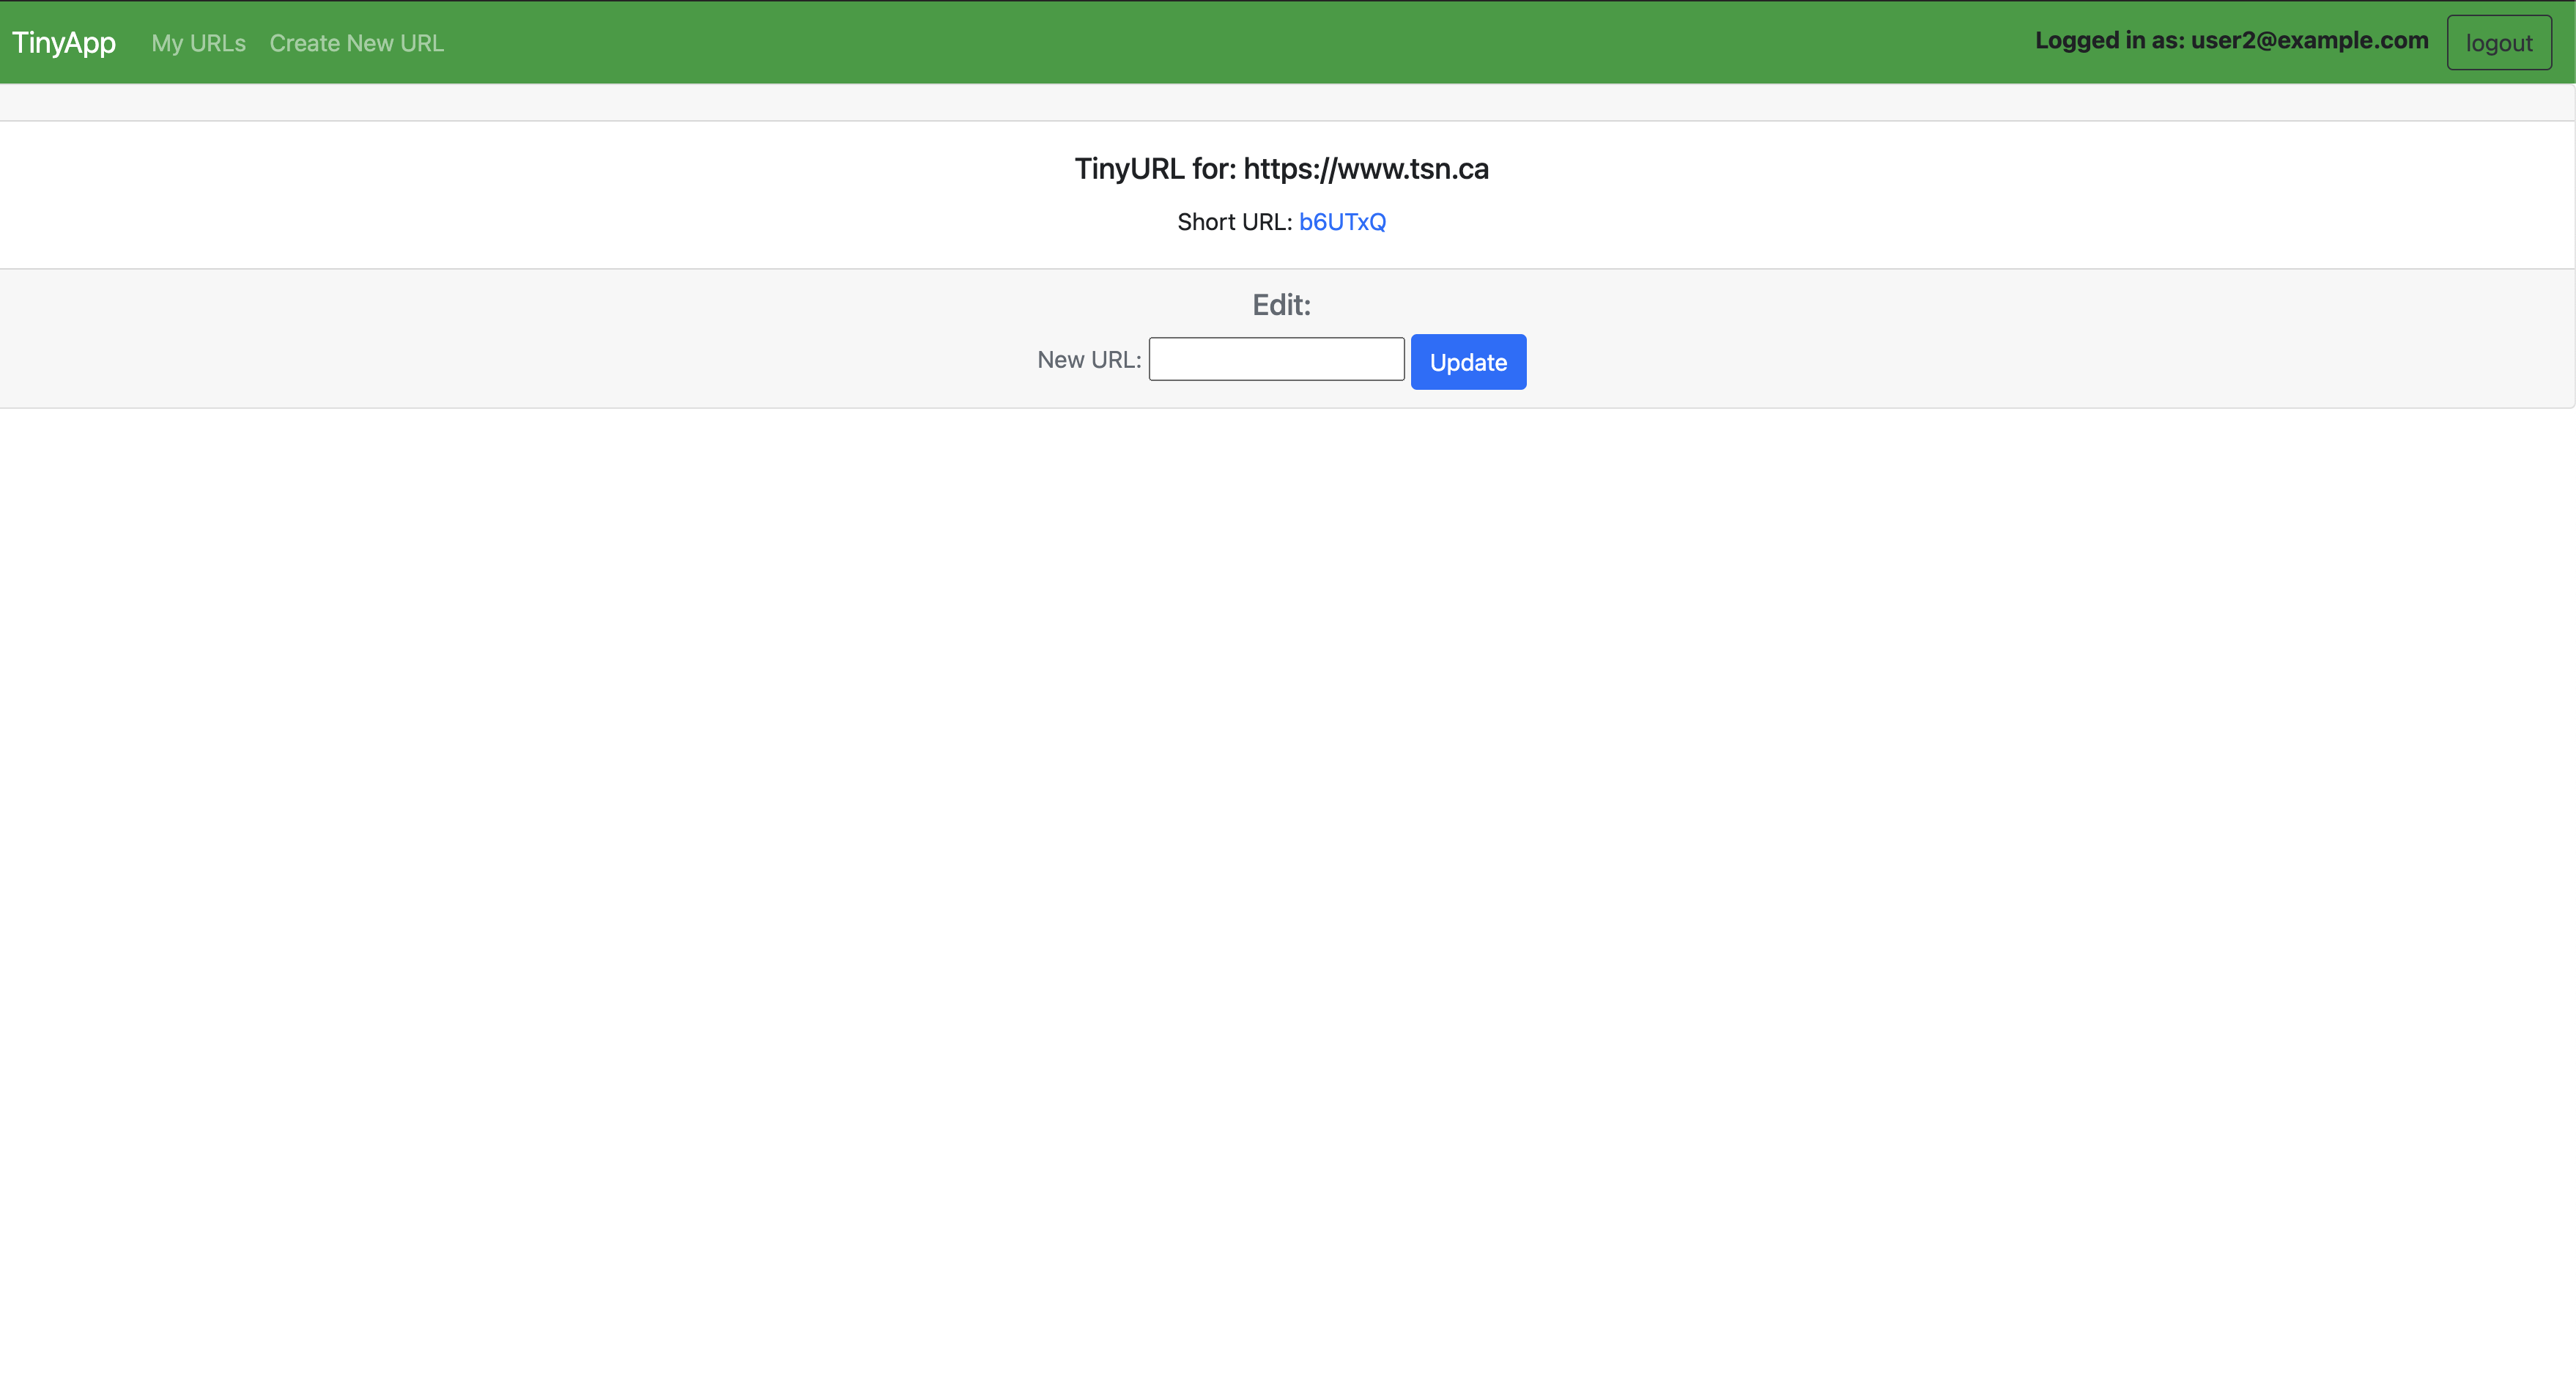 TinyApp My URLs Create New URL Logged in as: user2@example.com logout
TinyURL for: https://www.tsn.ca
Short URL: b6UTxQ
Edit:
New URL: Update